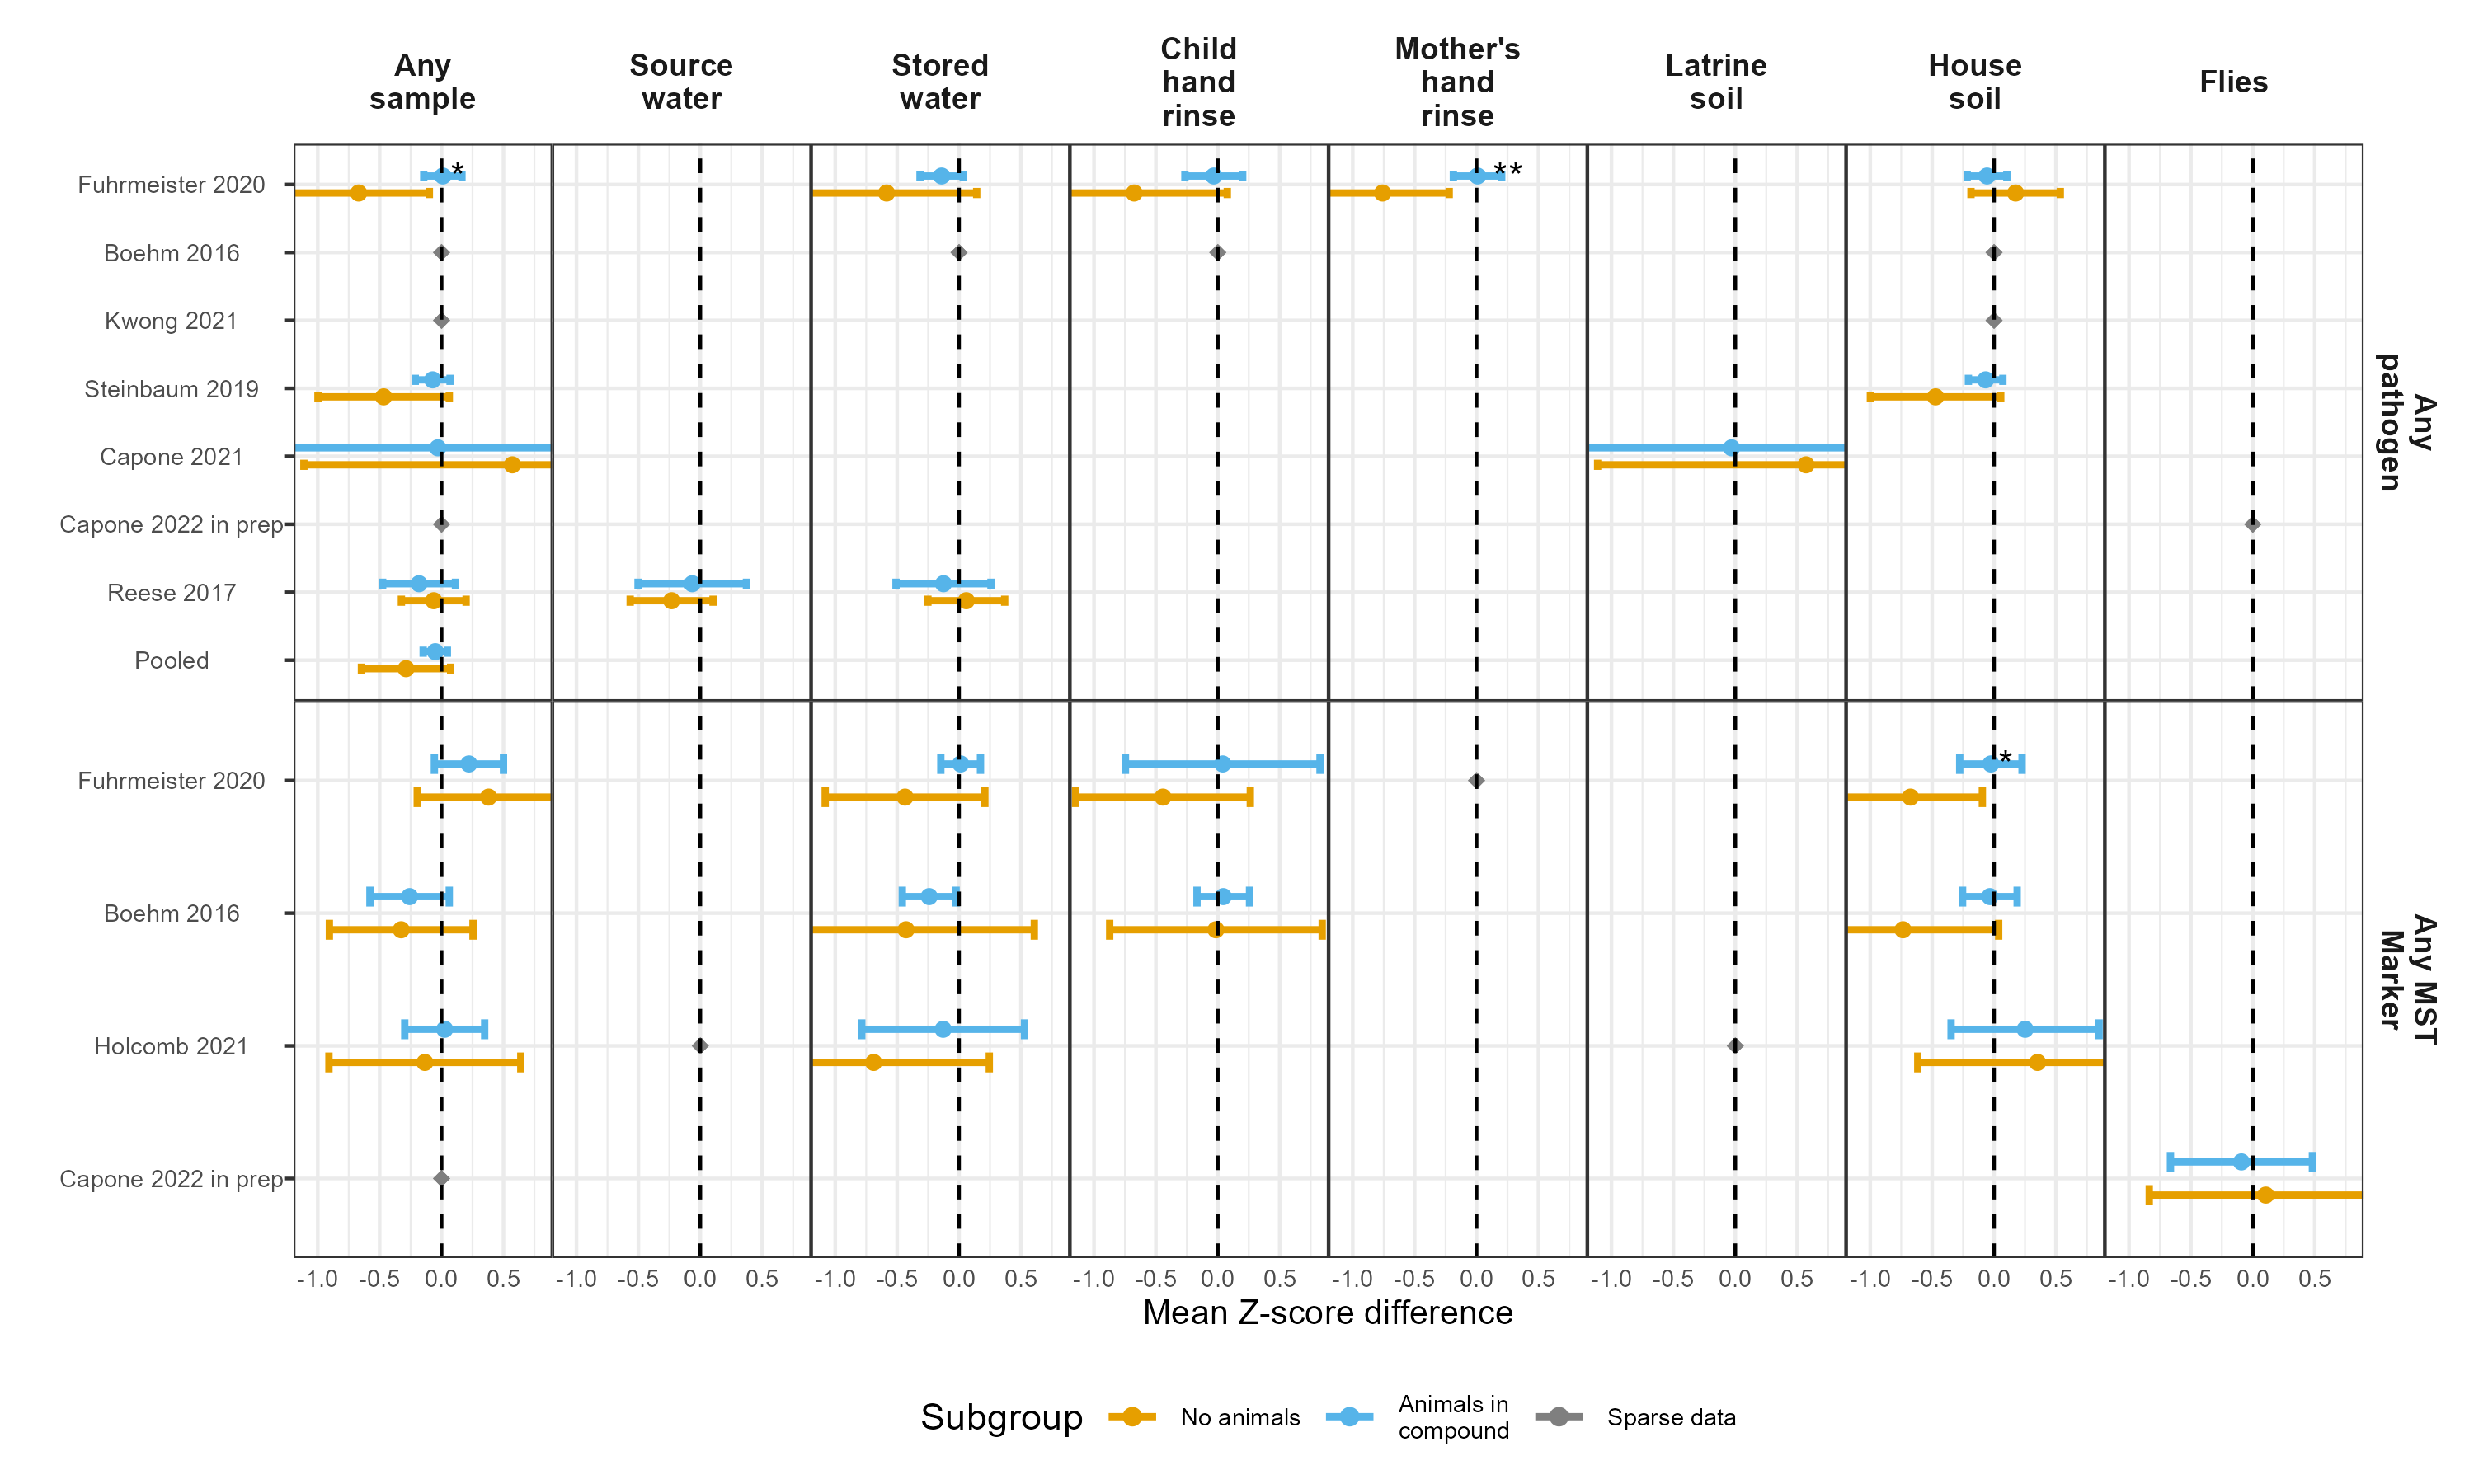 Any
sample
Source
water
Stored
water
Child
hand
rinse
Mother's
hand
rinse
Latrine
soil
House
soil
Flies
Fuhrmeister 2020
Boehm 2016
Kwong 2021
Steinbaum 2019
Capone 2021
Capone 2022 in prep
Reese 2017
Pooled
*
**
Any
pathogen
Fuhrmeister 2020
Boehm 2016
Holcomb 2021
Capone 2022 in prep
*
Any MST
Marker
-1.0 -0.5 0.0 0.5 -1.0 -0.5 0.0 0.5 -1.0 -0.5 0.0 0.5 -1.0 -0.5 0.0 0.5 -1.0 -0.5 0.0 0.5 -1.0 -0.5 0.0 0.5 -1.0 -0.5 0.0 0.5 -1.0 -0.5 0.0 0.5
Mean Z-score difference
Subgroup
No animals
Animals in
compound
Sparse data